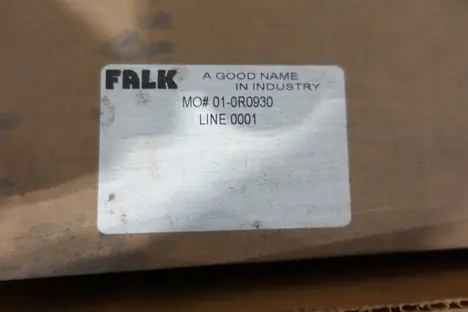 FALK A GOOD NAME
IN INDUSTRY
MO# 01-0R0930
LINE 0001